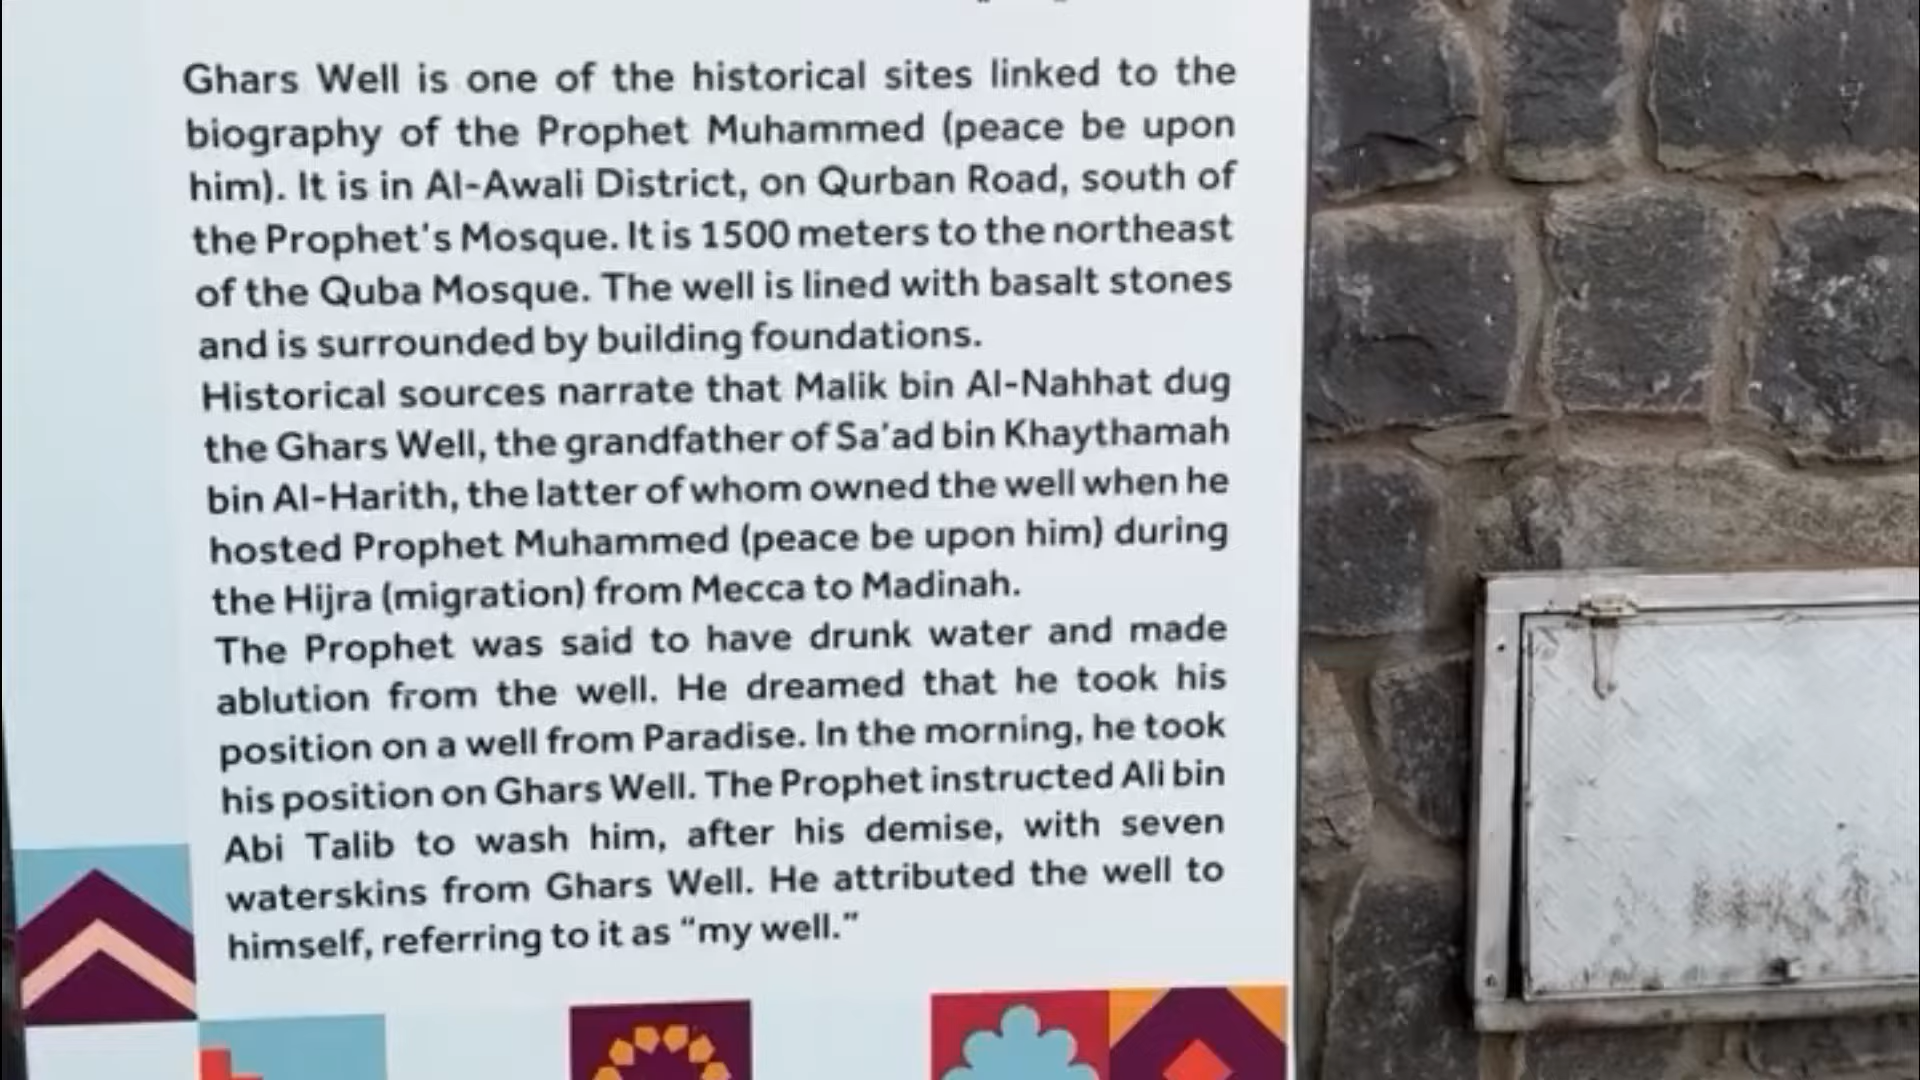 Ghars Well is one of the historical sites linked to the
biography of the Prophet Muhammed (peace be upon
him). It is in Al-Awali District, on Qurban Road, south of
the Prophet's Mosque. It is 1500 meters to the northeast
of the Quba Mosque. The well is lined with basalt stones
and is surrounded by building foundations.
Historical sources narrate that Malik bin Al-Nahhat dug
the Ghars Well, the grandfather of Sa'ad bin Khaythamah
bin Al-Harith, the latter of whom owned the well when he
hosted Prophet Muhammed (peace be upon him) during
the Hijra (migration) from Mecca to Madinah.
The Prophet was said to have drunk water and made
ablution from the well. He dreamed that he took his
position on a well from Paradise. In the morning, he took
his position on Ghars Well. The Prophet instructed Ali bin
Abi Talib to wash him, after his demise, with seven
waterskins from Ghars Well. He attributed the well to
himself, referring to it as “my well.”